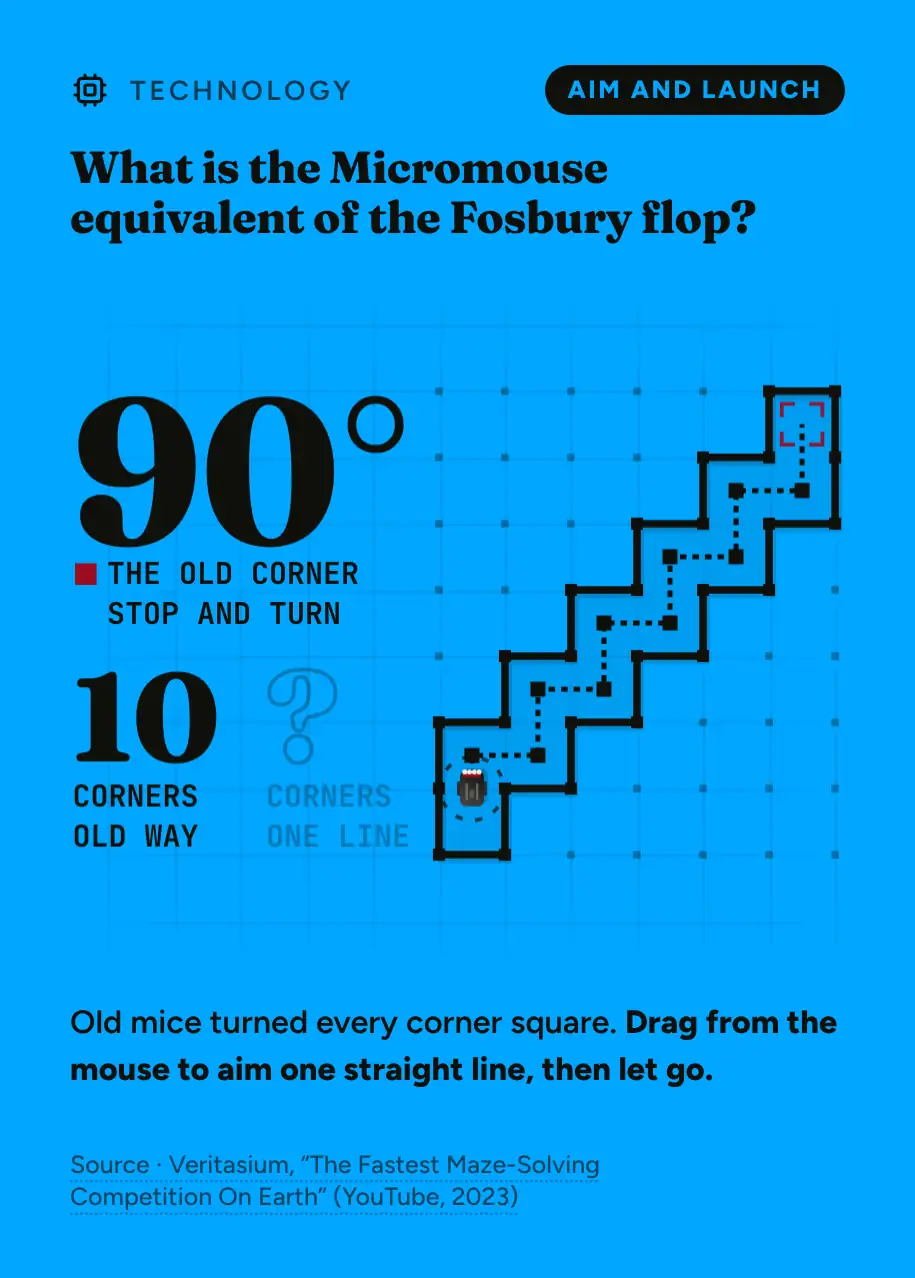 TECHNOLOGY
AIM AND LAUNCH
What is the Micromouse
equivalent of the Fosbury flop?
90°
THE OLD CORNER
STOP AND TURN
10
CORNERS
OLD WAY
?
CORNERS
ONE LINE
Old mice turned every corner square. Drag from the
mouse to aim one straight line, then let go.
Source · Veritasium, “The Fastest Maze-Solving
Competition On Earth” (YouTube, 2023)